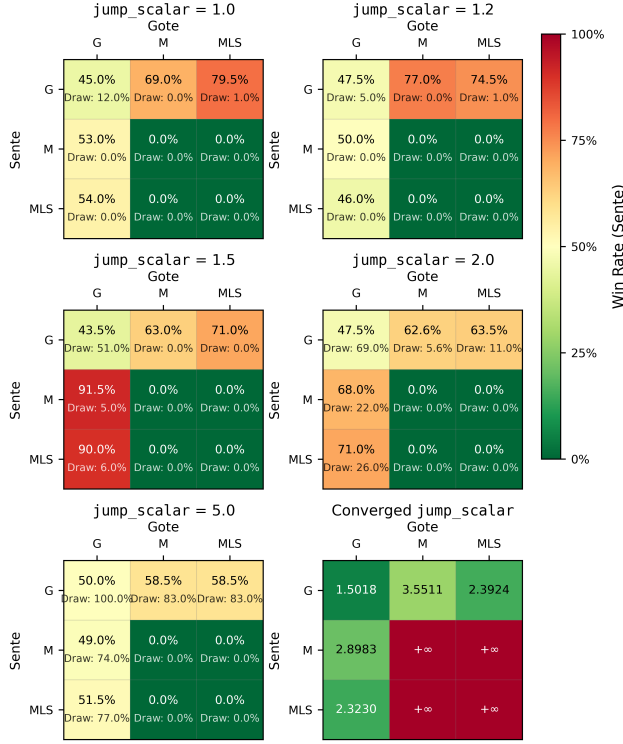 jump_scalar = 1.0
Gote
G M MLS
Sente
G 45.0% 69.0% 79.5%
Draw: 12.0% Draw: 0.0% Draw: 1.0%
M 53.0% 0.0% 0.0%
Draw: 0.0% Draw: 0.0% Draw: 0.0%
MLS 54.0% 0.0% 0.0%
Draw: 0.0% Draw: 0.0% Draw: 0.0%
jump_scalar = 1.2
Gote
G M MLS
G 47.5% 77.0% 74.5%
Draw: 5.0% Draw: 0.0% Draw: 1.0%
Sente
M 50.0% 0.0% 0.0%
Draw: 0.0% Draw: 0.0% Draw: 0.0%
MLS 46.0% 0.0% 0.0%
Draw: 0.0% Draw: 0.0% Draw: 0.0%
jump_scalar = 1.5
Gote
G M MLS
G 43.5% 63.0% 71.0%
Draw: 51.0% Draw: 0.0% Draw: 0.0%
Sente
M 91.5% 0.0% 0.0%
Draw: 5.0% Draw: 0.0% Draw: 0.0%
MLS 90.0% 0.0% 0.0%
Draw: 6.0% Draw: 0.0% Draw: 0.0%
jump_scalar = 2.0
Gote
G M MLS
G 47.5% 62.6% 63.5%
Draw: 69.0% Draw: 5.6% Draw: 11.0%
Sente
M 68.0% 0.0% 0.0%
Draw: 22.0% Draw: 0.0% Draw: 0.0%
MLS 71.0% 0.0% 0.0%
Draw: 26.0% Draw: 0.0% Draw: 0.0%
jump_scalar = 5.0
Gote
G M MLS
G 50.0% 58.5% 58.5%
Draw: 100.0% Draw: 83.0% Draw: 83.0%
Sente
M 49.0% 0.0% 0.0%
Draw: 74.0% Draw: 0.0% Draw: 0.0%
MLS 51.5% 0.0% 0.0%
Draw: 77.0% Draw: 0.0% Draw: 0.0%
Converged jump_scalar
Gote
G M MLS
G 1.5018 3.5511 2.3924
Sente
M 2.8983 +∞ +∞
MLS 2.3230 +∞ +∞
100%
75%
50%
25%
0%
Win Rate (Sente)